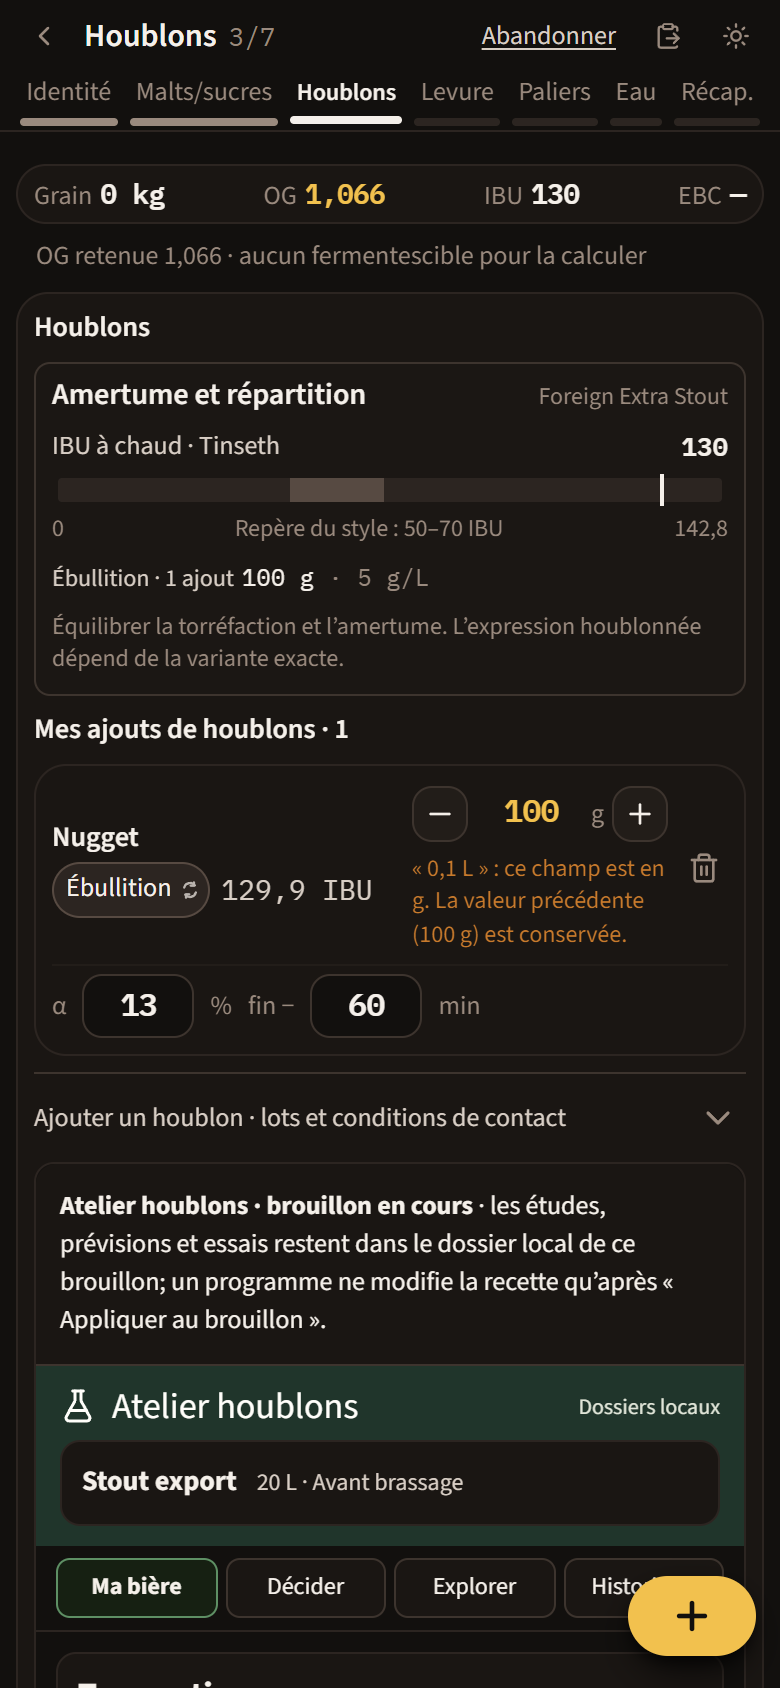 Houblons 3/7 Abandonner
Identité Malts/sucres Houblons Levure Paliers Eau Récap.
Grain 0 kg OG 1,066 IBU 130 EBC —
OG retenue 1,066 · aucun fermentescible pour la calculer
Houblons
Amertume et répartition Foreign Extra Stout
IBU à chaud · Tinseth 130
0 Repère du style : 50–70 IBU 142,8
Ébullition · 1 ajout 100 g · 5 g/L
Équilibrer la torréfaction et l’amertume. L’expression houblonnée
dépend de la variante exacte.
Mes ajouts de houblons · 1
Nugget
Ébullition 129,9 IBU
— 100 g +
« 0,1 L » : ce champ est en
g. La valeur précédente
(100 g) est conservée.
α 13 % fin − 60 min
Ajouter un houblon · lots et conditions de contact
Atelier houblons · brouillon en cours · les études,
prévisions et essais restent dans le dossier local de ce
brouillon; un programme ne modifie la recette qu’après «
Appliquer au brouillon ».
Atelier houblons Dossiers locaux
Stout export 20 L · Avant brassage
Ma bière Décider Explorer
+